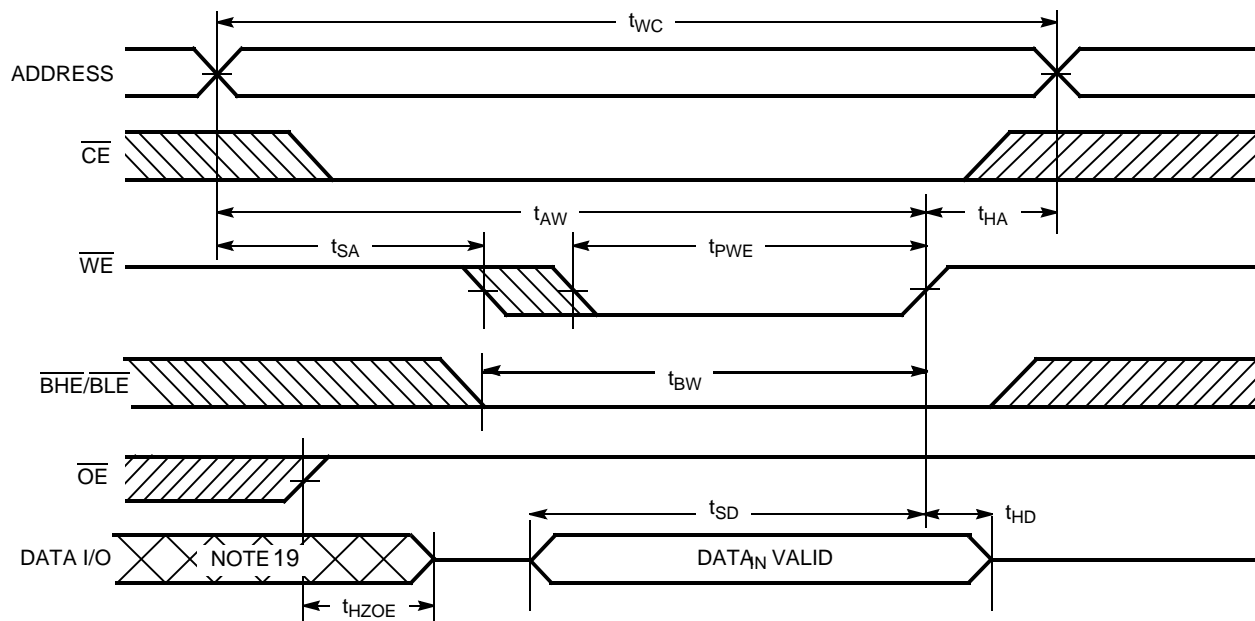 tWC
ADDRESS
CE
tAW
tHA
tSA
tPWE
WE
tBW
BHE/BLE
OE
tSD
tHD
DATA I/O
NOTE 19
DATAIN VALID
tHZOE